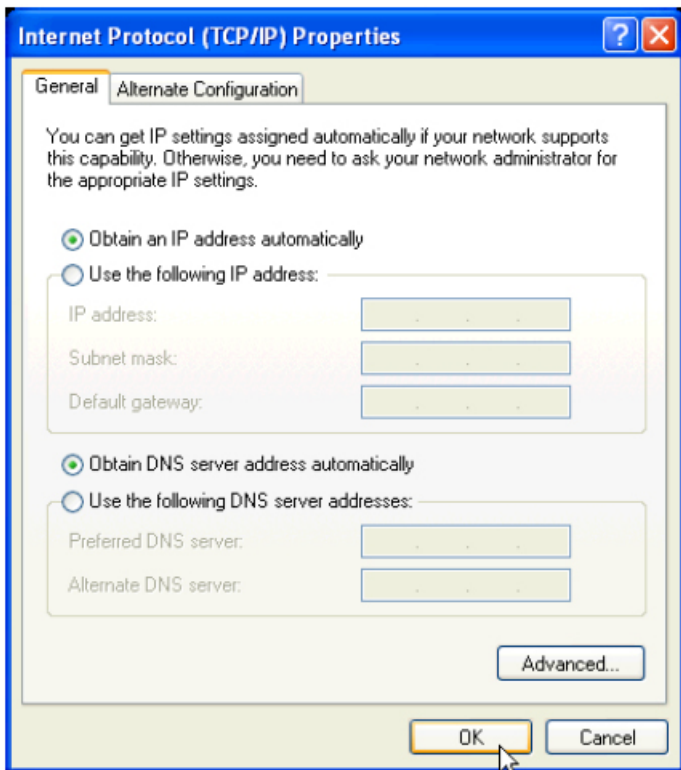 Internet Protocol (TCP/IP) Properties
General
Alternate Configuration
You can get IP settings assigned automatically if your network supports
this capability. Otherwise, you need to ask your network administrator for
the appropriate IP settings.
Obtain an IP address automatically
Use the following IP address:
IP address:
Subnet mask:
Default gateway:
Obtain DNS server address automatically
Use the following DNS server addresses:
Preferred DNS server:
Alternate DNS server:
Advanced...
OK
Cancel